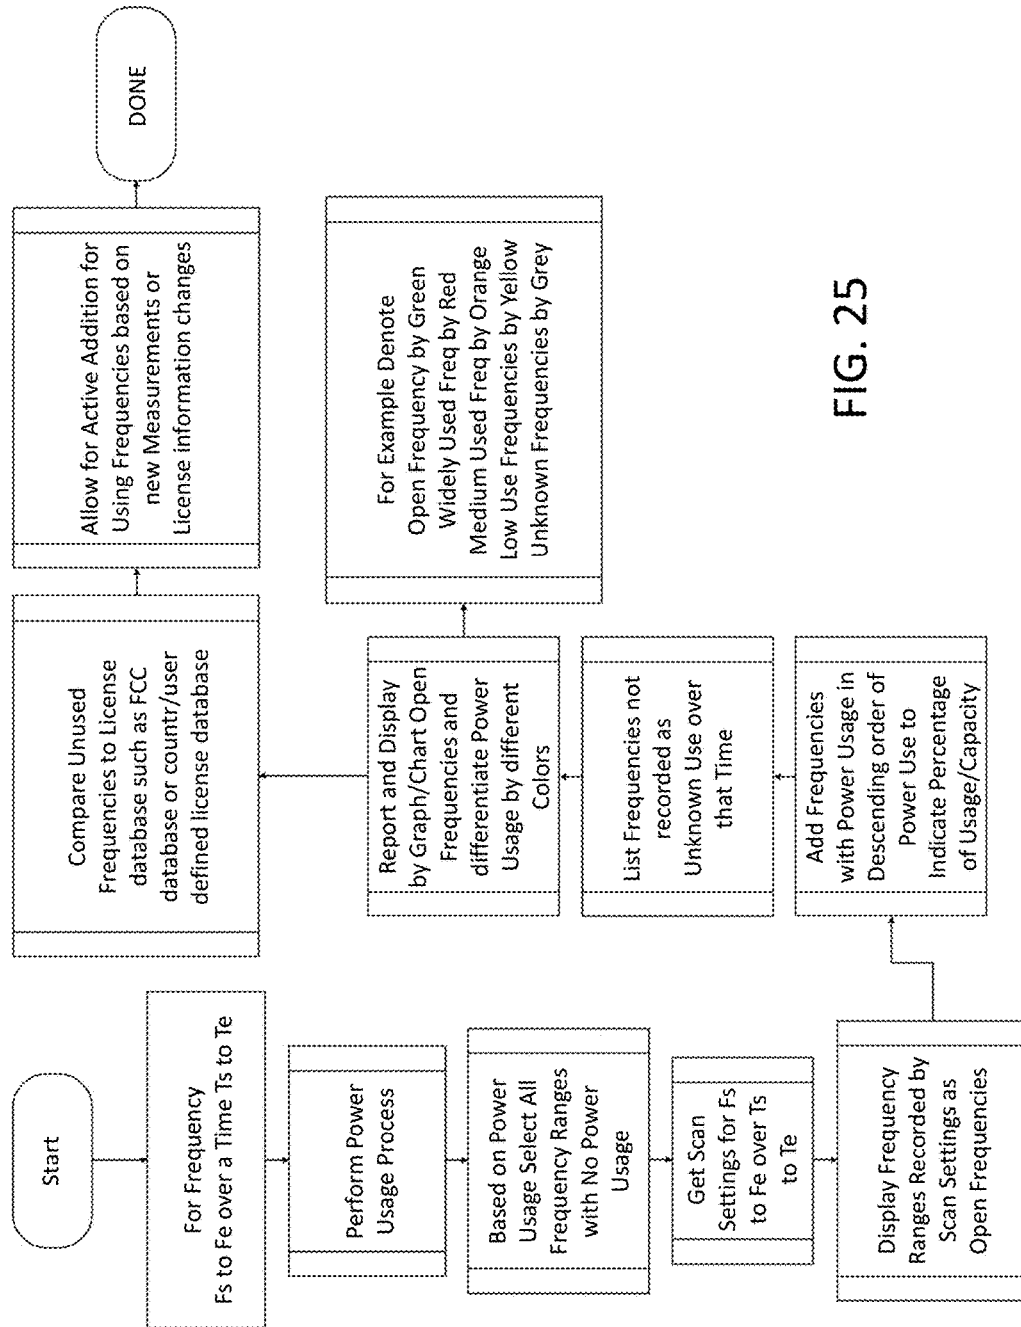 Start
For Frequency
Fs to Fe over a Time Ts to Te
Perform Power
Usage Process
Based on Power
Usage Select All
Frequency Ranges
with No Power
Usage
Get Scan
Settings for Fs
to Fe over Ts
to Te
Display Frequency
Ranges Recorded by
Scan Settings as
Open Frequencies
Add Frequencies
with Power Usage in
Descending order of
Power Use to
Indicate Percentage
of Usage/Capacity
List Frequencies not
recorded as
Unknown Use over
that Time
Report and Display
by Graph/Chart Open
Frequencies and
differentiate Power
Usage by different
Colors
For Example Denote
Open Frequency by Green
Widely Used Freq by Red
Medium Used Freq by Orange
Low Use Frequencies by Yellow
Unknown Frequencies by Grey
Compare Unused
Frequencies to License
database such as FCC
database or countr/user
defined license database
Allow for Active Addition for
Using Frequencies based on
new Measurements or
License information changes
DONE
FIG. 25